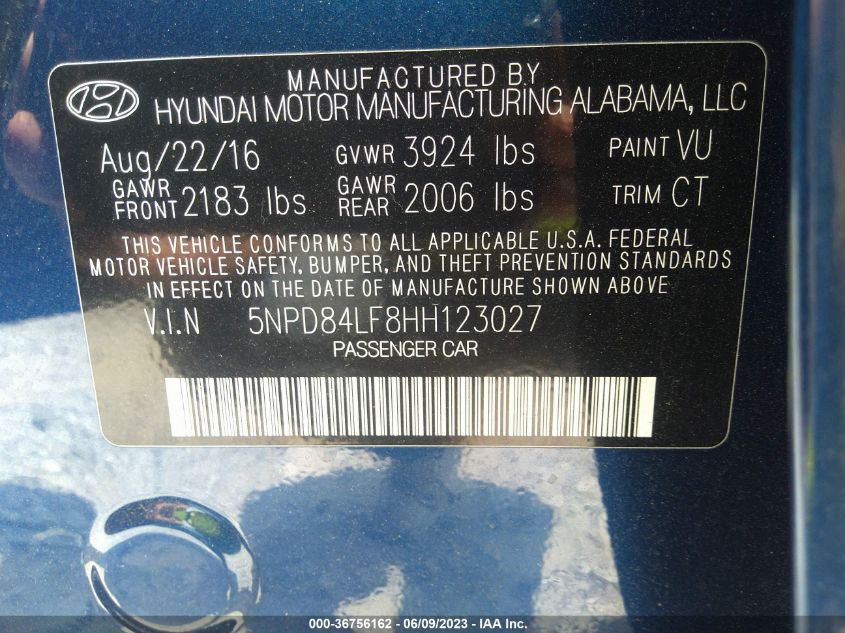 MANUFACTURED BY
HYUNDAI MOTOR MANUFACTURING ALABAMA, LLC
Aug/22/16 GVWR 3924 lbs PAINT VU
GAWR FRONT 2183 lbs GAWR REAR 2006 lbs TRIM CT
THIS VEHICLE CONFORMS TO ALL APPLICABLE U.S.A. FEDERAL
MOTOR VEHICLE SAFETY, BUMPER, AND THEFT PREVENTION STANDARDS
IN EFFECT ON THE DATE OF MANUFACTURE SHOWN ABOVE
V.I.N 5NPD84LF8HH123027
PASSENGER CAR
000-36756162 - 06/09/2023 - IAA Inc.